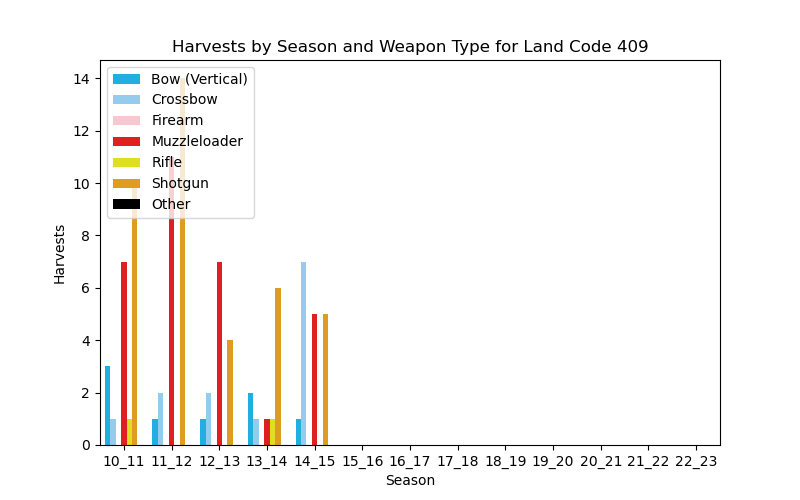 Harvests by Season and Weapon Type for Land Code 409
14
12
10
8
6
4
2
0
Harvests
Bow (Vertical)
Crossbow
Firearm
Muzzleloader
Rifle
Shotgun
Other
10_11 11_12 12_13 13_14 14_15 15_16 16_17 17_18 18_19 19_20 20_21 21_22 22_23
Season